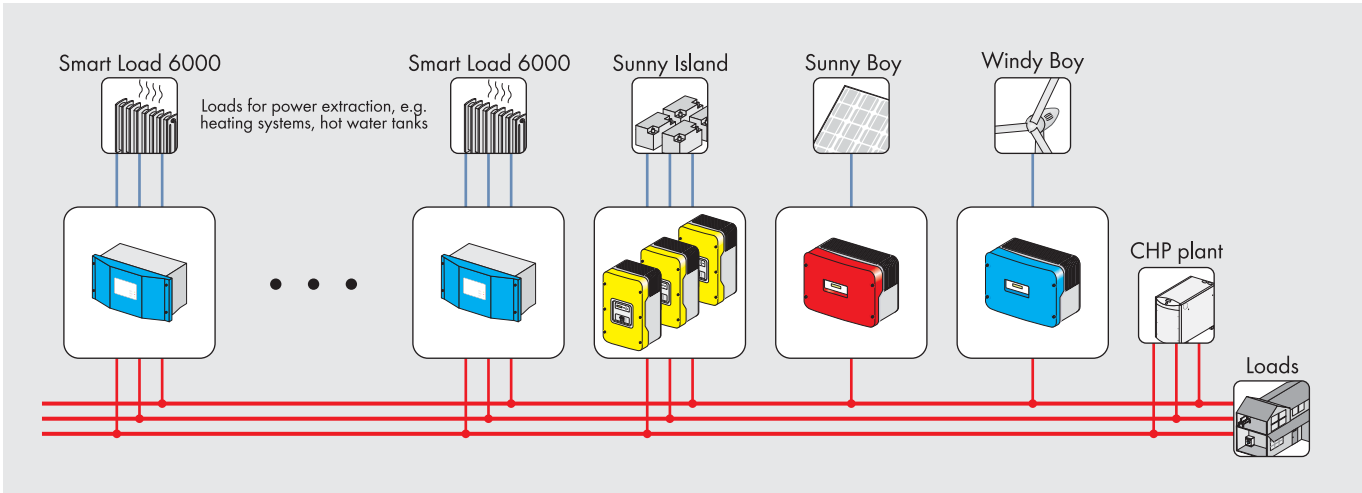 Smart Load 6000
Loads for power extraction, e.g.
heating systems, hot water tanks
Smart Load 6000
Sunny Island
Sunny Boy
Windy Boy
CHP plant
Loads